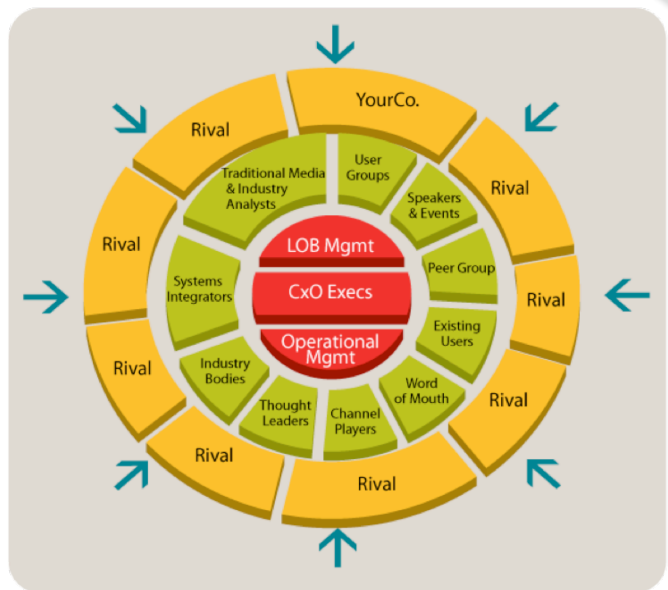 YourCo.
Rival
Rival
Rival
Rival
Rival
Rival
Rival
Rival
Rival
Traditional Media
& Industry
Analysts
User
Groups
Speakers
& Events
Peer Group
Existing
Users
Word
of Mouth
Channel
Players
Thought
Leaders
Industry
Bodies
Systems
Integrators
LOB Mgmt
CxO Execs
Operational
Mgmt